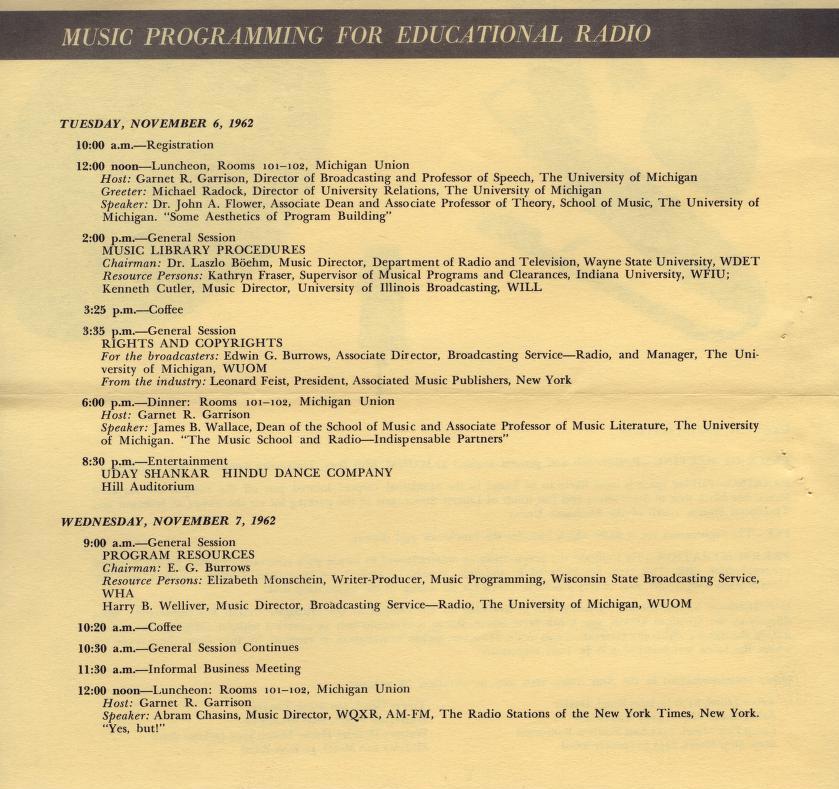 MUSIC PROGRAMMING FOR EDUCATIONAL RADIO
TUESDAY, NOVEMBER 6, 1962
10:00 a.m.—Registration
12:00 noon—Luncheon, Rooms 101–102, Michigan Union
Host: Garnet R. Garrison, Director of Broadcasting and Professor of Speech, The University of Michigan
Greeter: Michael Radock, Director of University Relations, The University of Michigan
Speaker: Dr. John A. Flower, Associate Dean and Associate Professor of Theory, School of Music, The University of
Michigan. “Some Aesthetics of Program Building”
2:00 p.m.—General Session
MUSIC LIBRARY PROCEDURES
Chairman: Dr. Laszlo Böehm, Music Director, Department of Radio and Television, Wayne State University, WDET
Resource Persons: Kathryn Fraser, Supervisor of Musical Programs and Clearances, Indiana University, WFIU;
Kenneth Cutler, Music Director, University of Illinois Broadcasting, WILL
3:25 p.m.—Coffee
3:35 p.m.—General Session
RIGHTS AND COPYRIGHTS
For the broadcasters: Edwin G. Burrows, Associate Director, Broadcasting Service—Radio, and Manager, The Uni-
versity of Michigan, WUOM
From the industry: Leonard Feist, President, Associated Music Publishers, New York
6:00 p.m.—Dinner: Rooms 101–102, Michigan Union
Host: Garnet R. Garrison
Speaker: James B. Wallace, Dean of the School of Music and Associate Professor of Music Literature, The University
of Michigan. “The Music School and Radio—Indispensable Partners”
8:30 p.m.—Entertainment
UDAY SHANKAR HINDU DANCE COMPANY
Hill Auditorium
WEDNESDAY, NOVEMBER 7, 1962
9:00 a.m.—General Session
PROGRAM RESOURCES
Chairman: E. G. Burrows
Resource Persons: Elizabeth Monschein, Writer-Producer, Music Programming, Wisconsin State Broadcasting Service,
WHA
Harry B. Welliver, Music Director, Broadcasting Service—Radio, The University of Michigan, WUOM
10:20 a.m.—Coffee
10:30 a.m.—General Session Continues
11:30 a.m.—Informal Business Meeting
12:00 noon—Luncheon: Rooms 101–102, Michigan Union
Host: Garnet R. Garrison
Speaker: Abram Chasins, Music Director, WQXR, AM-FM, The Radio Stations of the New York Times, New York.
“Yes, but!”